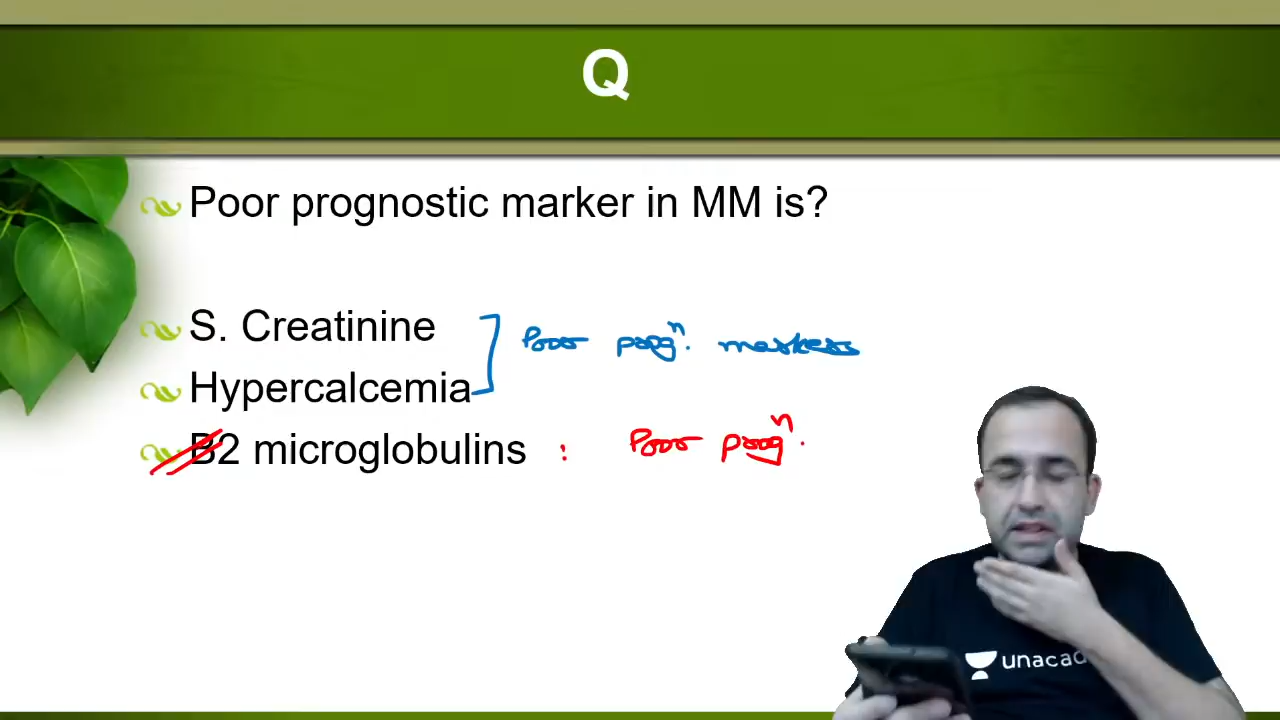 Q
Poor prognostic marker in MM is?
S. Creatinine
Hypercalcemia
Poor progⁿ. markers
B2 microglobulins : Poor progⁿ.
unacad